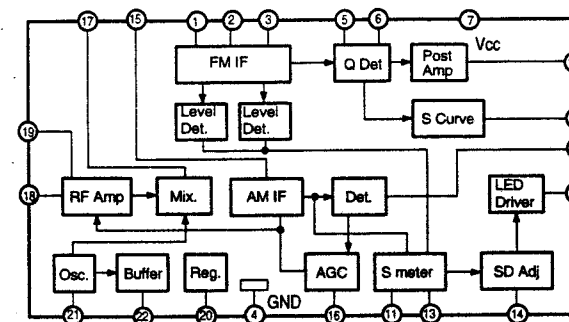 17 15 1 2 3 5 6 7
Vcc
FM IF
Q Det
Post
Amp
Level
Det.
Level
Det.
S Curve
19
18
RF Amp
Mix.
AM IF
Det.
LED
Driver
Osc.
Buffer
Reg.
GND
AGC
S meter
SD Adj
21 22 20 4 16 11 13 14